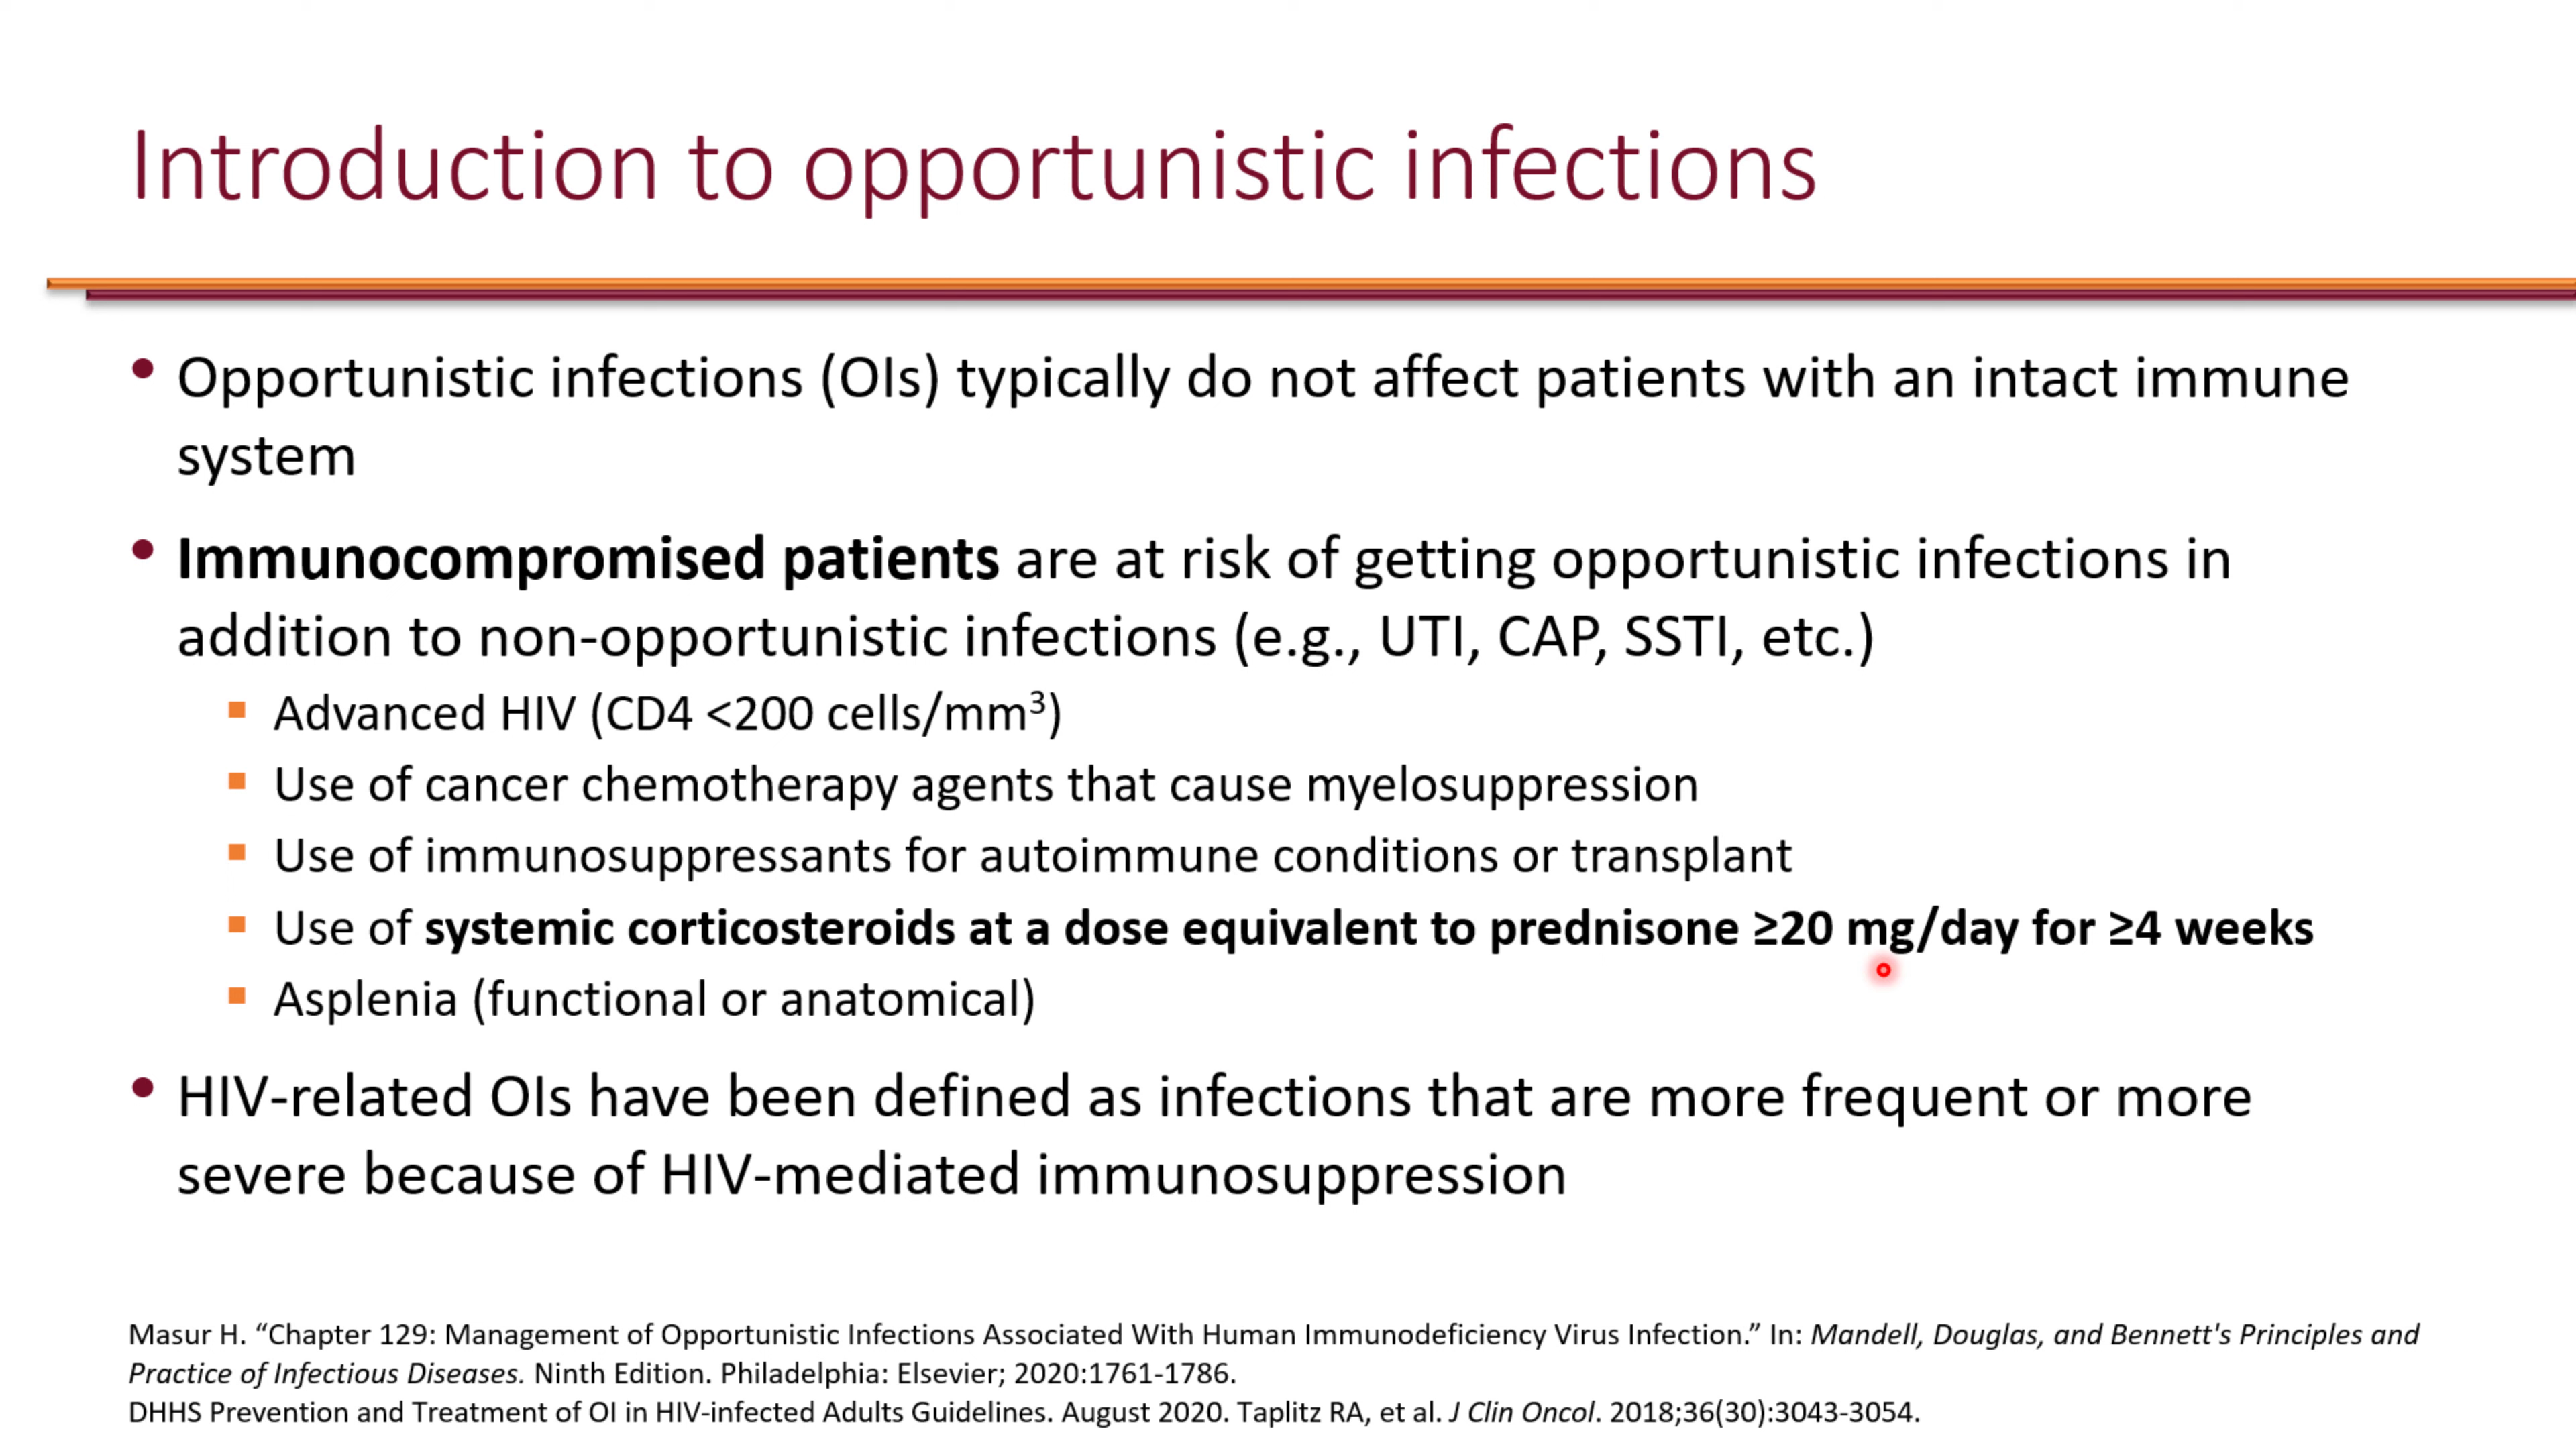 Introduction to opportunistic infections
• Opportunistic infections (OIs) typically do not affect patients with an intact immune
system
• Immunocompromised patients are at risk of getting opportunistic infections in
addition to non-opportunistic infections (e.g., UTI, CAP, SSTI, etc.)
▪ Advanced HIV (CD4 <200 cells/mm³)
▪ Use of cancer chemotherapy agents that cause myelosuppression
▪ Use of immunosuppressants for autoimmune conditions or transplant
▪ Use of systemic corticosteroids at a dose equivalent to prednisone ≥20 mg/day for ≥4 weeks
▪ Asplenia (functional or anatomical)
• HIV-related OIs have been defined as infections that are more frequent or more
severe because of HIV-mediated immunosuppression
Masur H. “Chapter 129: Management of Opportunistic Infections Associated With Human Immunodeficiency Virus Infection.” In: Mandell, Douglas, and Bennett's Principles and
Practice of Infectious Diseases. Ninth Edition. Philadelphia: Elsevier; 2020:1761-1786.
DHHS Prevention and Treatment of OI in HIV-infected Adults Guidelines. August 2020. Taplitz RA, et al. J Clin Oncol. 2018;36(30):3043-3054.